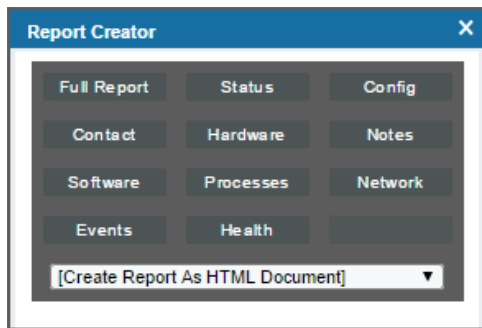 Report Creator ×
Full Report Status Config
Contact Hardware Notes
Software Processes Network
Events Health
[Create Report As HTML Document] ▼